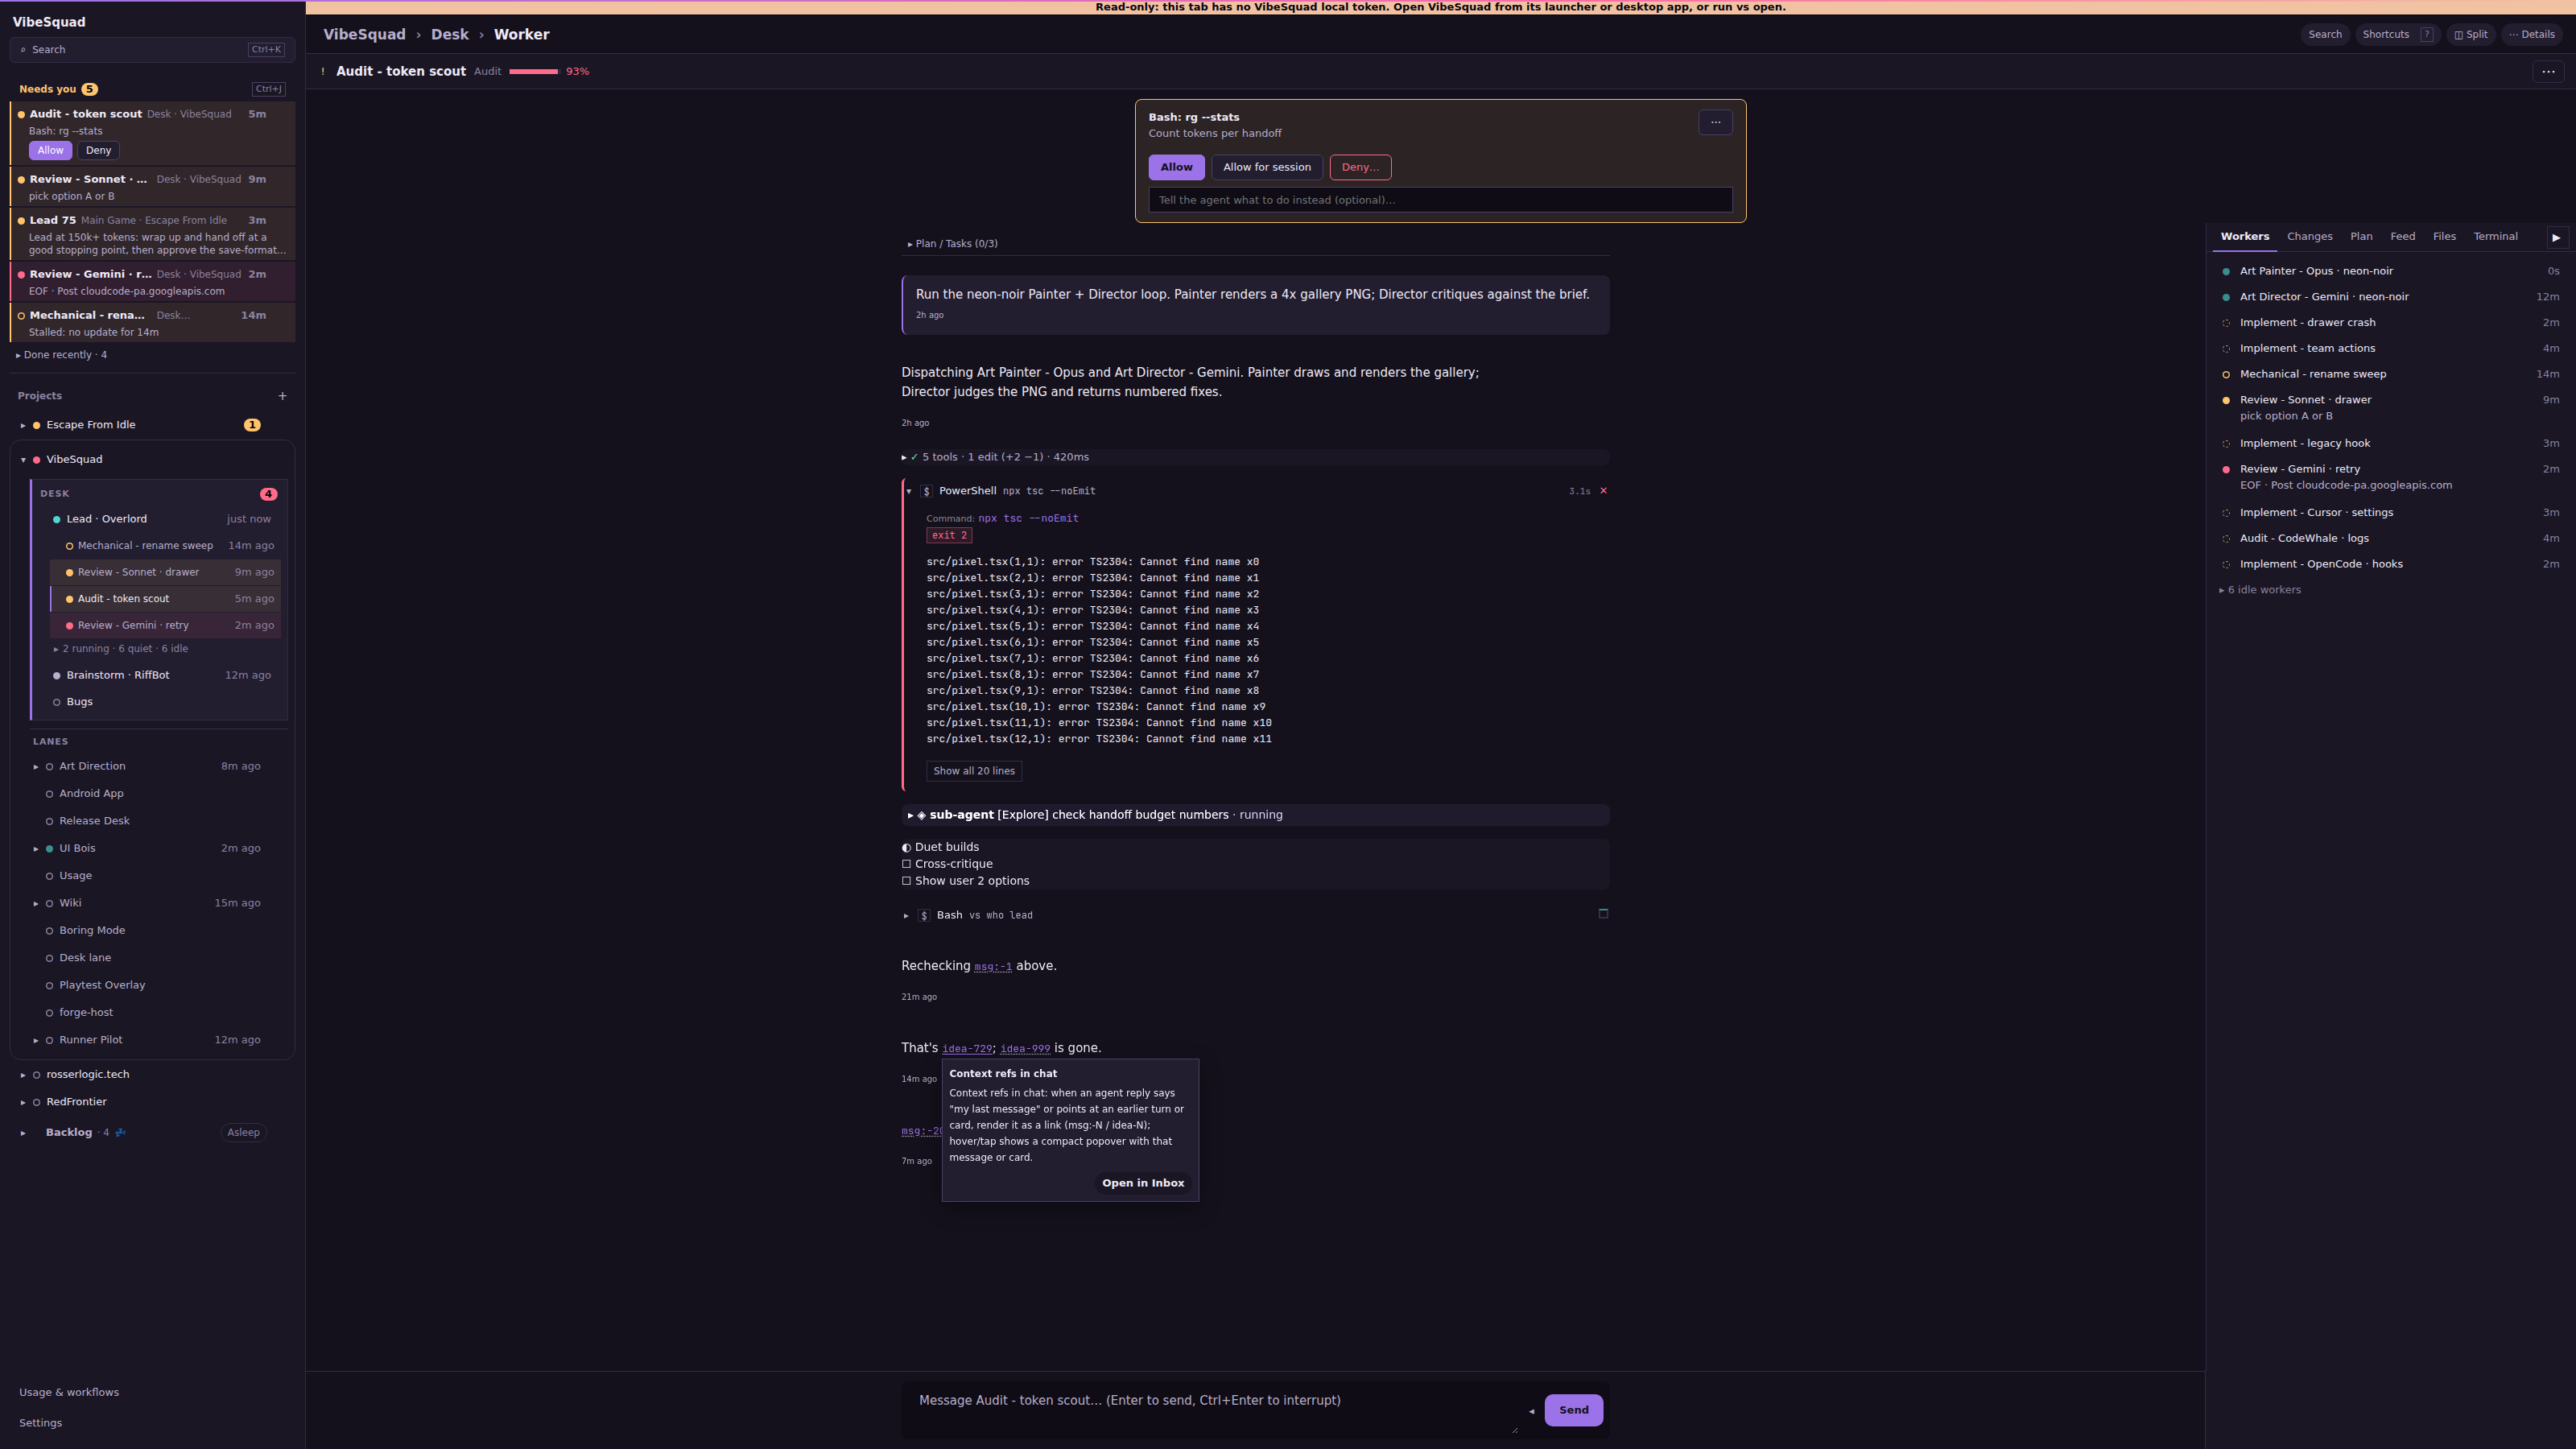 Read-only: this tab has no VibeSquad local token. Open VibeSquad from its launcher or desktop app, or run vs open.
VibeSquad
Search Ctrl+K
Needs you 5 Ctrl+J
Audit - token scout Desk · VibeSquad 5m
Bash: rg --stats
Allow Deny
Review - Sonnet · … Desk · VibeSquad 9m
pick option A or B
Lead 75 Main Game · Escape From Idle 3m
Lead at 150k+ tokens: wrap up and hand off at a
good stopping point, then approve the save-format…
Review - Gemini · r… Desk · VibeSquad 2m
EOF · Post cloudcode-pa.googleapis.com
Mechanical - rena… Desk… 14m
Stalled: no update for 14m
▸ Done recently · 4
Projects +
▸ Escape From Idle 1
▾ VibeSquad
DESK 4
Lead · Overlord just now
Mechanical - rename sweep 14m ago
Review - Sonnet · drawer 9m ago
Audit - token scout 5m ago
Review - Gemini · retry 2m ago
▸ 2 running · 6 quiet · 6 idle
Brainstorm · RiffBot 12m ago
Bugs
LANES
▸ Art Direction 8m ago
Android App
Release Desk
▸ UI Bois 2m ago
Usage
▸ Wiki 15m ago
Boring Mode
Desk lane
Playtest Overlay
forge-host
▸ Runner Pilot 12m ago
▸ rosserlogic.tech
▸ RedFrontier
▸ Backlog · 4 💤 Asleep
Usage & workflows
Settings
VibeSquad › Desk › Worker
Search Shortcuts ? ◫ Split ⋯ Details
! Audit - token scout Audit 93% ⋯
Bash: rg --stats ⋯
Count tokens per handoff
Allow Allow for session Deny…
Tell the agent what to do instead (optional)…
▸ Plan / Tasks (0/3)
Run the neon-noir Painter + Director loop. Painter renders a 4x gallery PNG; Director critiques against the brief.
2h ago
Dispatching Art Painter - Opus and Art Director - Gemini. Painter draws and renders the gallery;
Director judges the PNG and returns numbered fixes.
2h ago
▸ ✓ 5 tools · 1 edit (+2 −1) · 420ms
▾ $ PowerShell npx tsc --noEmit 3.1s ✕
Command: npx tsc --noEmit
exit 2
src/pixel.tsx(1,1): error TS2304: Cannot find name x0
src/pixel.tsx(2,1): error TS2304: Cannot find name x1
src/pixel.tsx(3,1): error TS2304: Cannot find name x2
src/pixel.tsx(4,1): error TS2304: Cannot find name x3
src/pixel.tsx(5,1): error TS2304: Cannot find name x4
src/pixel.tsx(6,1): error TS2304: Cannot find name x5
src/pixel.tsx(7,1): error TS2304: Cannot find name x6
src/pixel.tsx(8,1): error TS2304: Cannot find name x7
src/pixel.tsx(9,1): error TS2304: Cannot find name x8
src/pixel.tsx(10,1): error TS2304: Cannot find name x9
src/pixel.tsx(11,1): error TS2304: Cannot find name x10
src/pixel.tsx(12,1): error TS2304: Cannot find name x11
Show all 20 lines
▸ ◈ sub-agent [Explore] check handoff budget numbers · running
◐ Duet builds
☐ Cross-critique
☐ Show user 2 options
▸ $ Bash vs who lead
Rechecking msg:-1 above.
21m ago
That's idea-729; idea-999 is gone.
14m ago
msg:-20
7m ago
Context refs in chat
Context refs in chat: when an agent reply says
"my last message" or points at an earlier turn or
card, render it as a link (msg:-N / idea-N);
hover/tap shows a compact popover with that
message or card.
Open in Inbox
Message Audit - token scout… (Enter to send, Ctrl+Enter to interrupt)
◂ Send
Workers Changes Plan Feed Files Terminal ▶
Art Painter - Opus · neon-noir 0s
Art Director - Gemini · neon-noir 12m
Implement - drawer crash 2m
Implement - team actions 4m
Mechanical - rename sweep 14m
Review - Sonnet · drawer 9m
pick option A or B
Implement - legacy hook 3m
Review - Gemini · retry 2m
EOF · Post cloudcode-pa.googleapis.com
Implement - Cursor · settings 3m
Audit - CodeWhale · logs 4m
Implement - OpenCode · hooks 2m
▸ 6 idle workers